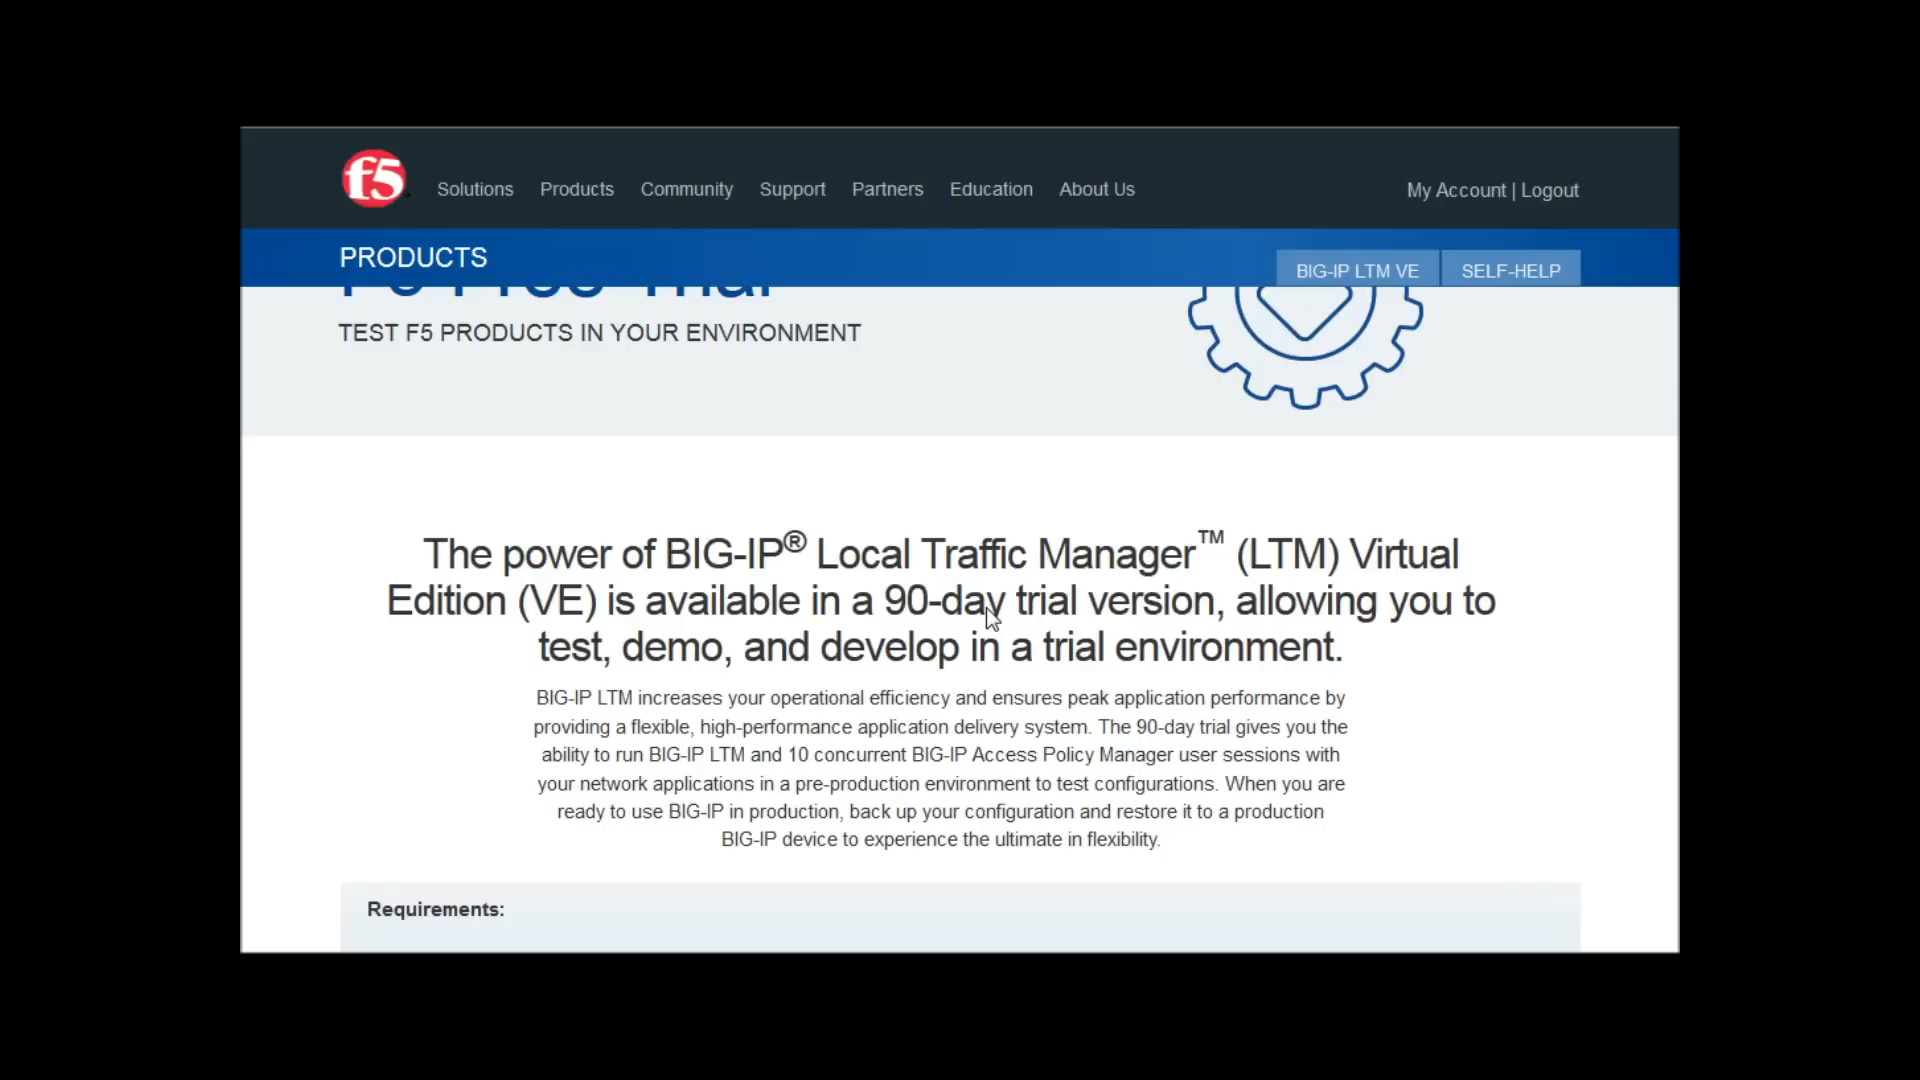 f5
Solutions Products Community Support Partners Education About Us
My Account | Logout
PRODUCTS
BIG-IP LTM VE
SELF-HELP
TEST F5 PRODUCTS IN YOUR ENVIRONMENT
The power of BIG-IP® Local Traffic Manager™ (LTM) Virtual
Edition (VE) is available in a 90-day trial version, allowing you to
test, demo, and develop in a trial environment.
BIG-IP LTM increases your operational efficiency and ensures peak application performance by
providing a flexible, high-performance application delivery system. The 90-day trial gives you the
ability to run BIG-IP LTM and 10 concurrent BIG-IP Access Policy Manager user sessions with
your network applications in a pre-production environment to test configurations. When you are
ready to use BIG-IP in production, back up your configuration and restore it to a production
BIG-IP device to experience the ultimate in flexibility.
Requirements: